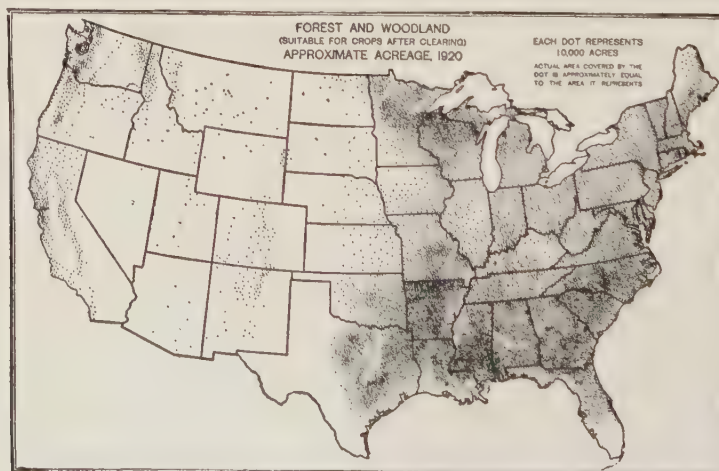 FOREST AND WOODLAND
(SUITABLE FOR CROPS AFTER CLEARING)
APPROXIMATE ACREAGE, 1920
EACH DOT REPRESENTS
10,000 ACRES
ACTUAL AREA COVERED BY THE
DOT IS APPROXIMATELY EQUAL
TO THE AREA IT REPRESENTS